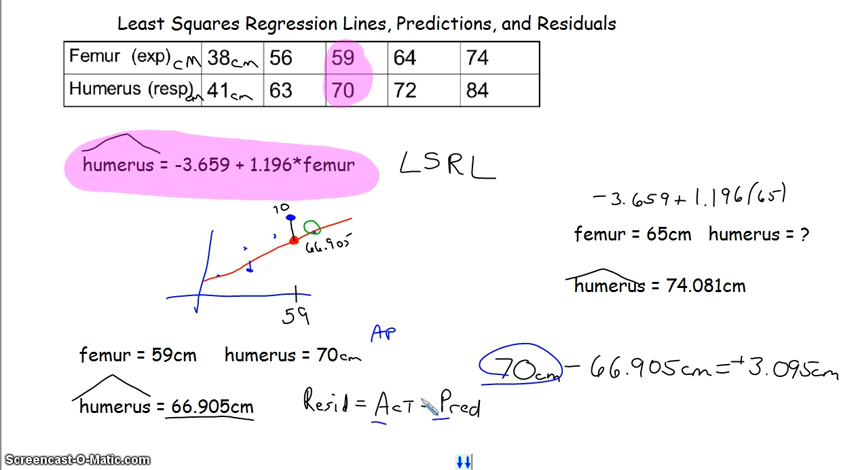 Least Squares Regression Lines, Predictions, and Residuals
Femur (exp) cm 38cm 56 59 64 74
Humerus (resp) cm 41cm 63 70 72 84
humerus = -3.659 + 1.196*femur
LSRL
-3.659 + 1.196(65)
femur = 65cm humerus = ?
humerus = 74.081cm
70
66.905
59
AP
femur = 59cm humerus = 70cm
humerus = 66.905cm
Resid = Act - Pred
70cm - 66.905cm = +3.095cm
Screencast-O-Matic.com